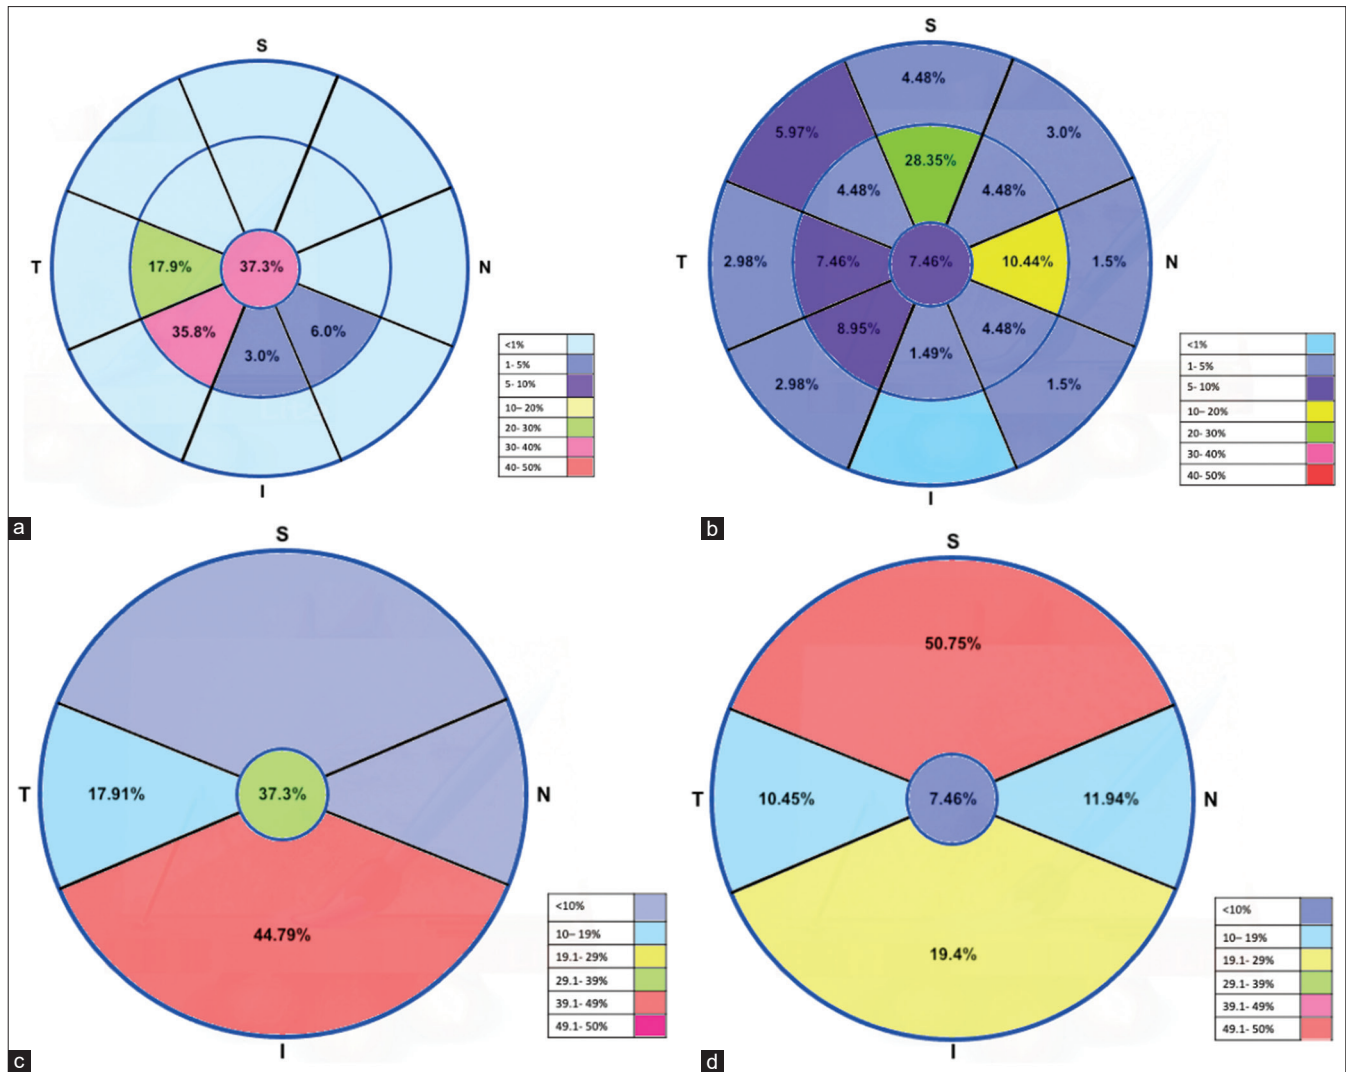 S
T
N
I
17.9%
37.3%
35.8%
3.0%
6.0%
<1%
1- 5%
5- 10%
10– 20%
20- 30%
30- 40%
40- 50%
a
S
4.48%
5.97%
3.0%
28.35%
4.48%
4.48%
T
2.98%
7.46%
7.46%
10.44%
1.5%
N
8.95%
1.49%
4.48%
2.98%
1.5%
I
<1%
1- 5%
5- 10%
10– 20%
20- 30%
30- 40%
40- 50%
b
S
T
17.91%
37.3%
N
44.79%
I
<10%
10– 19%
19.1- 29%
29.1- 39%
39.1- 49%
49.1- 50%
c
S
50.75%
T
10.45%
7.46%
11.94%
N
19.4%
I
<10%
10– 19%
19.1- 29%
29.1- 39%
39.1- 49%
49.1- 50%
d